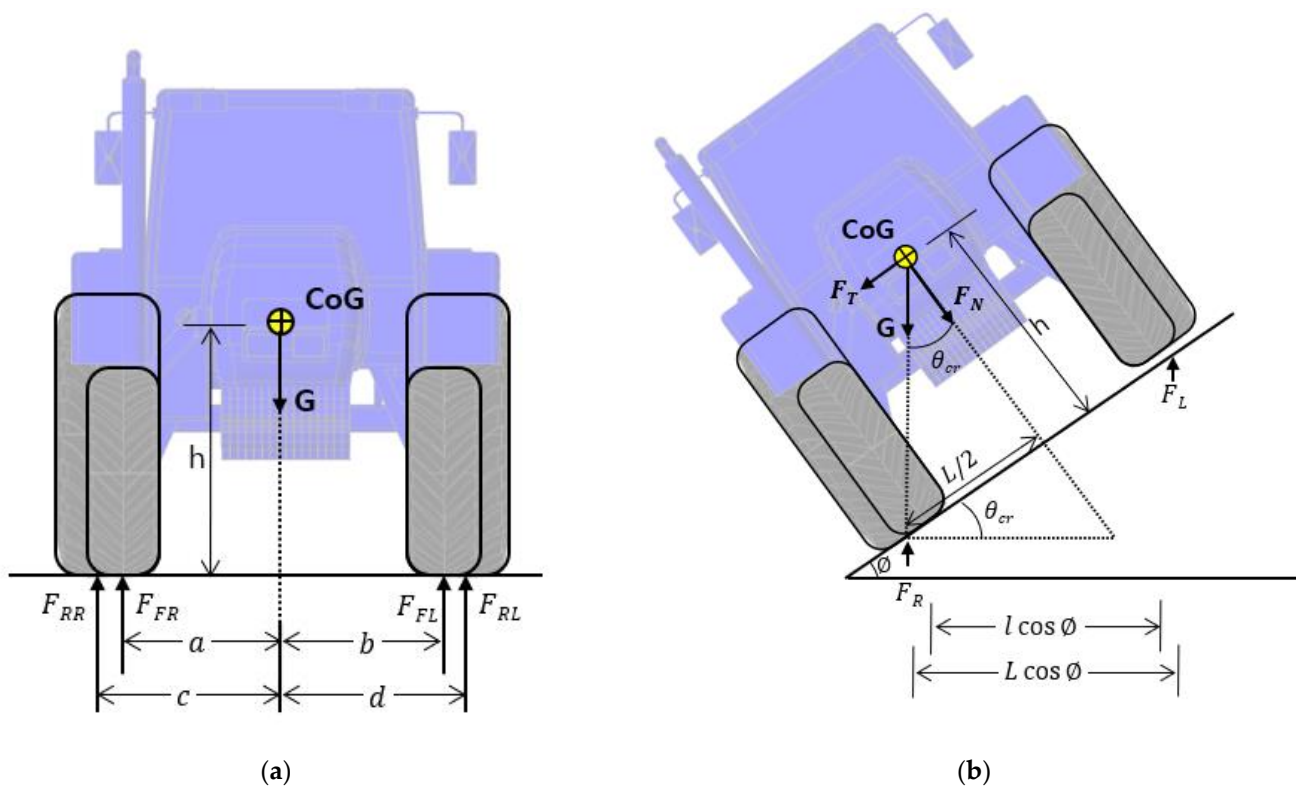 CoG
G
h
F_RR F_FR F_FL F_RL
a b
c d
(a)
CoG
F_T F_N
G h
θ_cr
F_L
L/2
θ_cr
ø
F_R
l cos ø
L cos ø
(b)